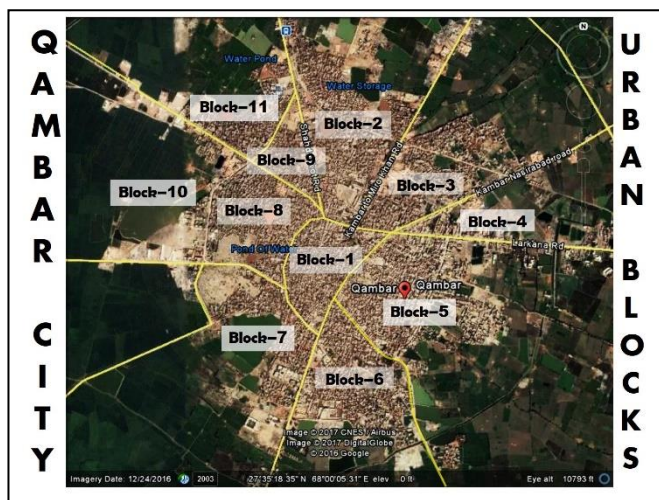 QAMBAR CITY
URBAN BLOCKS
Water Pond
Water Storage
Block-11
Block-2
Block-9
Block-3
Kambar Nasirabad road
Block-10
Block-8
Block-4
Larkana Rd
Pond Of Water
Block-1
Qambar Qambar
Block-5
Block-7
Block-6
Image © 2017 CNES / Airbus
Image © 2017 DigitalGlobe
© 2016 Google
N
Imagery Date: 12/24/2016 2003 27°35'18.35" N 68°00'05.31" E elev 0 ft Eye alt 10793 ft